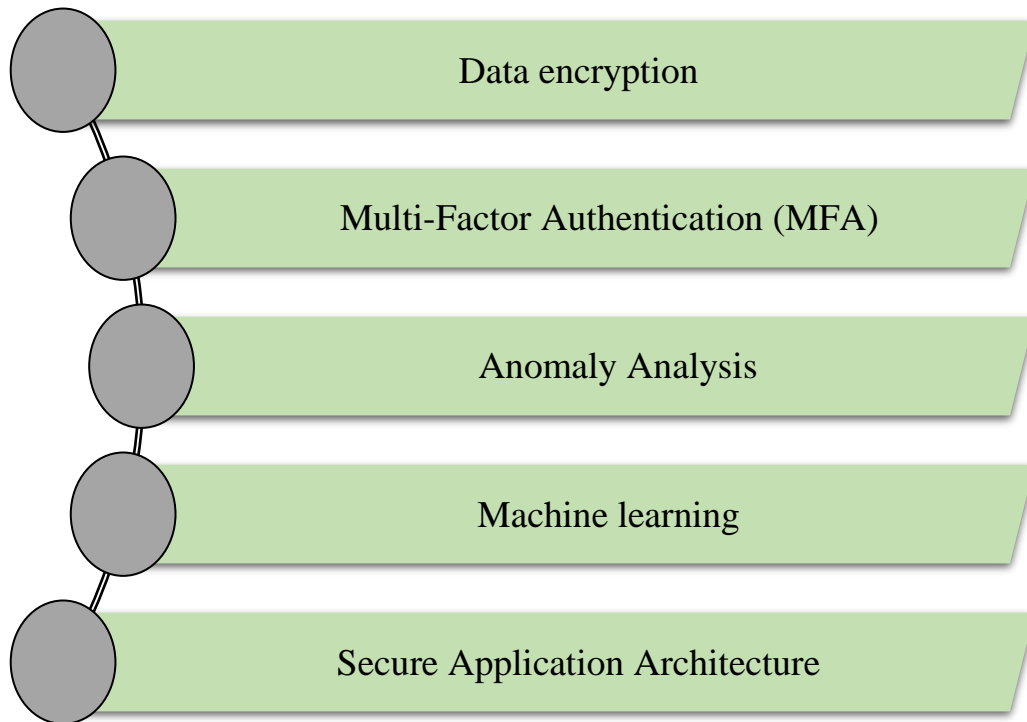 Data encryption
Multi-Factor Authentication (MFA)
Anomaly Analysis
Machine learning
Secure Application Architecture